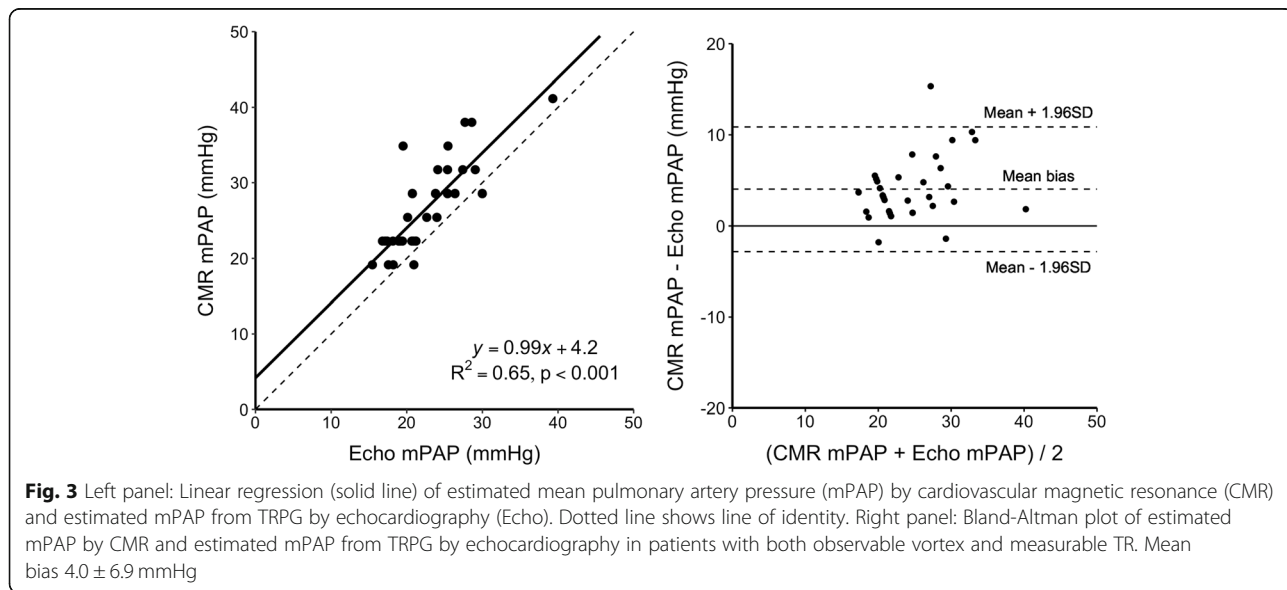 50
40
30
20
10
0
0
10
20
30
40
50
CMR mPAP (mmHg)
Echo mPAP (mmHg)
y = 0.99x + 4.2
R² = 0.65, p < 0.001
20
10
0
-10
-20
0
10
20
30
40
50
CMR mPAP - Echo mPAP (mmHg)
(CMR mPAP + Echo mPAP) / 2
Mean + 1.96SD
Mean bias
Mean - 1.96SD
Fig. 3 Left panel: Linear regression (solid line) of estimated mean pulmonary artery pressure (mPAP) by cardiovascular magnetic resonance (CMR)
and estimated mPAP from TRPG by echocardiography (Echo). Dotted line shows line of identity. Right panel: Bland-Altman plot of estimated
mPAP by CMR and estimated mPAP from TRPG by echocardiography in patients with both observable vortex and measurable TR. Mean
bias 4.0 ± 6.9 mmHg